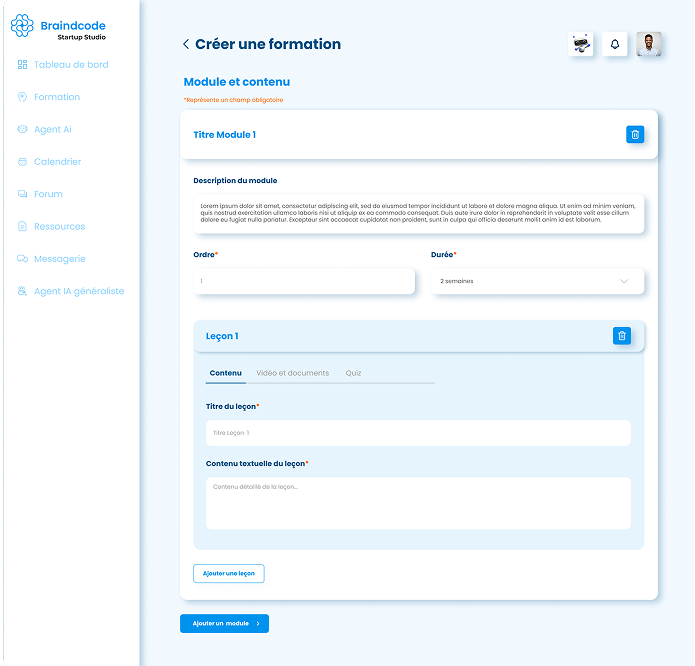 Braindcode
Startup Studio
Tableau de bord
Formation
Agent Ai
Calendrier
Forum
Ressources
Messagerie
Agent IA généraliste
Créer une formation
Module et contenu
*Représente un champ obligatoire
Titre Module 1
Description du module
Lorem ipsum dolor sit amet, consectetur adipiscing elit, sed do eiusmod tempor incididunt ut labore et dolore magna aliqua. Ut enim ad minim veniam,
quis nostrud exercitation ullamco laboris nisi ut aliquip ex ea commodo consequat. Duis aute irure dolor in reprehenderit in voluptate velit esse cillum
dolore eu fugiat nulla pariatur. Excepteur sint occaecat cupidatat non proident, sunt in culpa qui officia deserunt mollit anim id est laborum.
Ordre*
Durée*
1
2 semaines
Leçon 1
Contenu
Vidéo et documents
Quiz
Titre du leçon*
Titre Leçon 1
Contenu textuelle du leçon*
Contenu détaillé de la leçon...
Ajouter une leçon
Ajouter un module